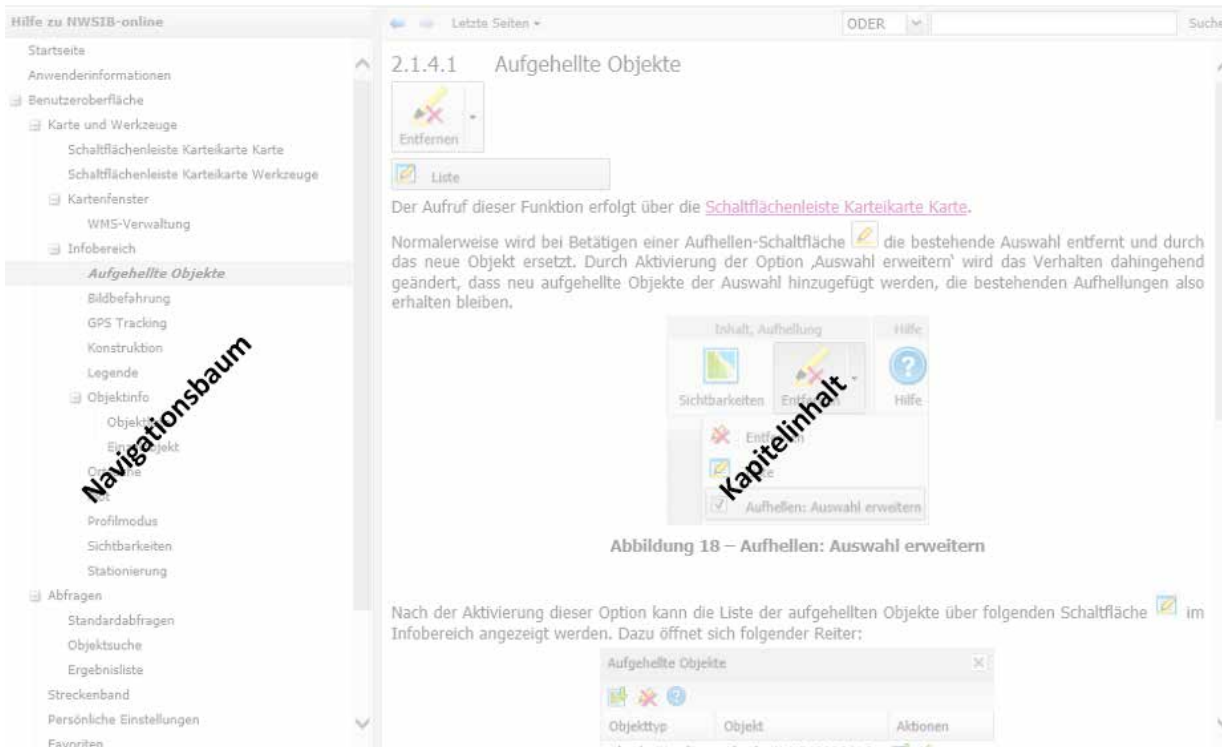 Hilfe zu NWSIB-online
Startseite
Anwenderinformationen
Benutzeroberfläche
Karte und Werkzeuge
Schaltflächenleiste Karteikarte Karte
Schaltflächenleiste Karteikarte Werkzeuge
Kartenfenster
WMS-Verwaltung
Infobereich
Aufgehellte Objekte
Bildbefahrung
GPS Tracking
Konstruktion
Legende
Objektinfo
Profilmodus
Sichtbarkeiten
Stationierung
Abfragen
Standardabfragen
Objektsuche
Ergebnisliste
Streckenband
Persönliche Einstellungen
Favoriten
Navigationsbaum
Letzte Seiten
ODER
Suche
2.1.4.1 Aufgehellte Objekte
Entfernen
Liste
Der Aufruf dieser Funktion erfolgt über die Schaltflächenleiste Karteikarte Karte.
Normalerweise wird bei Betätigen einer Aufhellen-Schaltfläche die bestehende Auswahl entfernt und durch
das neue Objekt ersetzt. Durch Aktivierung der Option ‚Auswahl erweitern' wird das Verhalten dahingehend
geändert, dass neu aufgehellte Objekte der Auswahl hinzugefügt werden, die bestehenden Aufhellungen also
erhalten bleiben.
Inhalt, Aufhellung
Hilfe
Sichtbarkeiten
Entfernen
Hilfe
Entfernen
Aufhellen: Auswahl erweitern
Kapitelinhalt
Abbildung 18 – Aufhellen: Auswahl erweitern
Nach der Aktivierung dieser Option kann die Liste der aufgehellten Objekte über folgenden Schaltfläche im
Infobereich angezeigt werden. Dazu öffnet sich folgender Reiter:
Aufgehellte Objekte
Objekttyp Objekt Aktionen